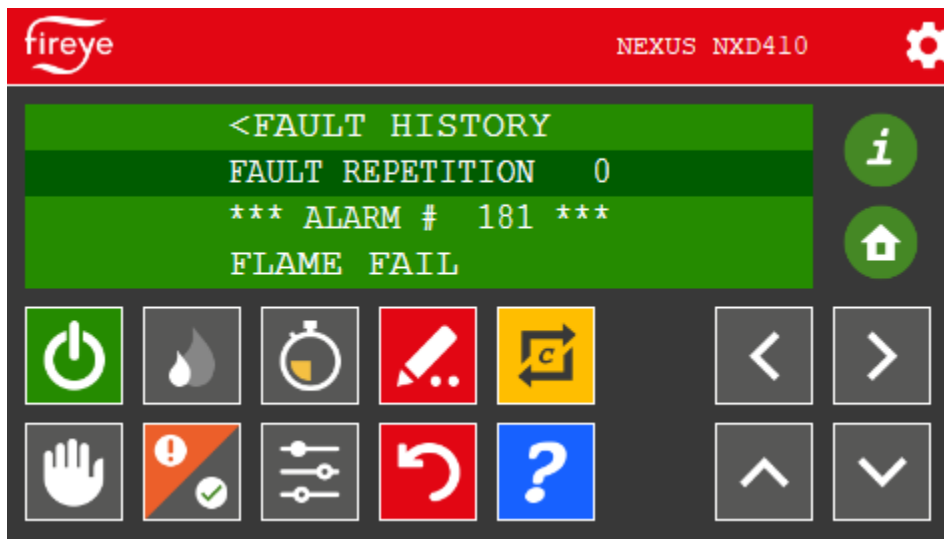 fireye
NEXUS NXD410
<FAULT HISTORY
FAULT REPETITION 0
*** ALARM # 181 ***
FLAME FAIL
i
C
!
?